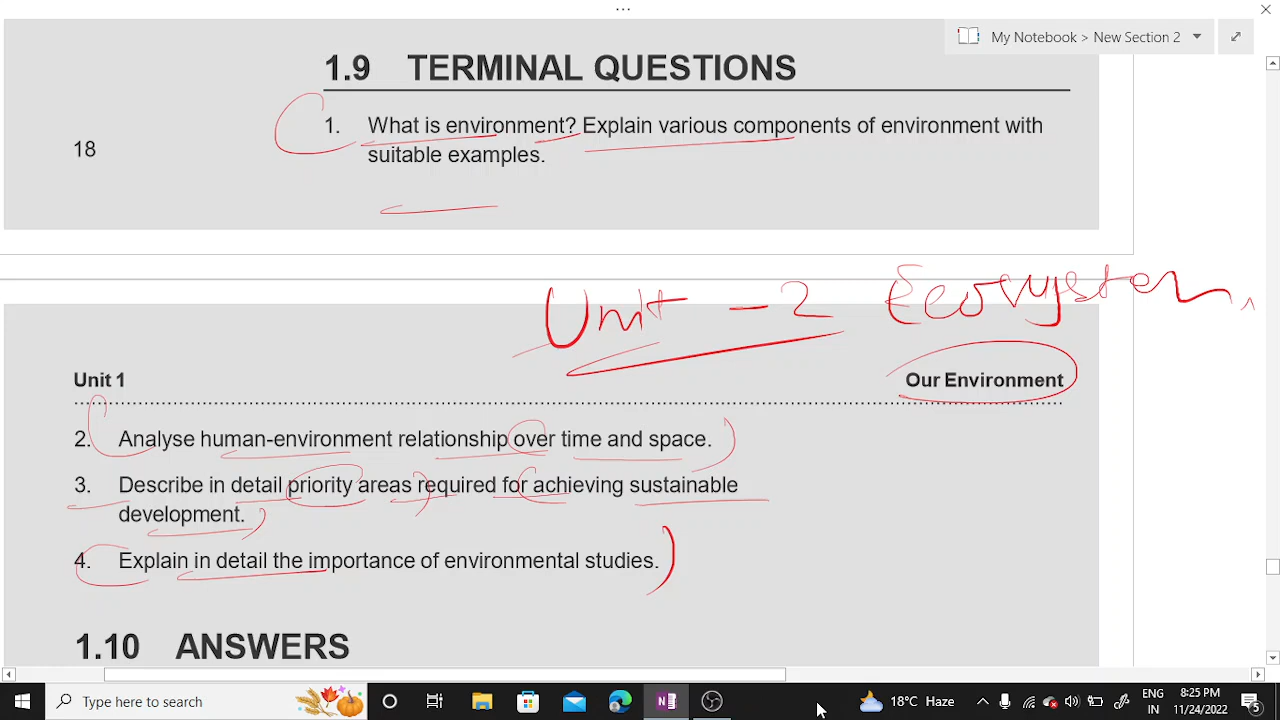 My Notebook > New Section 2
1.9 TERMINAL QUESTIONS
1. What is environment? Explain various components of environment with
suitable examples.
18
Unit - 2 Ecosystem
Unit 1 Our Environment
2. Analyse human-environment relationship over time and space.
3. Describe in detail priority areas required for achieving sustainable
development.
4. Explain in detail the importance of environmental studies.
1.10 ANSWERS
Type here to search
18°C Haze
ENG
IN
8:25 PM
11/24/2022
5